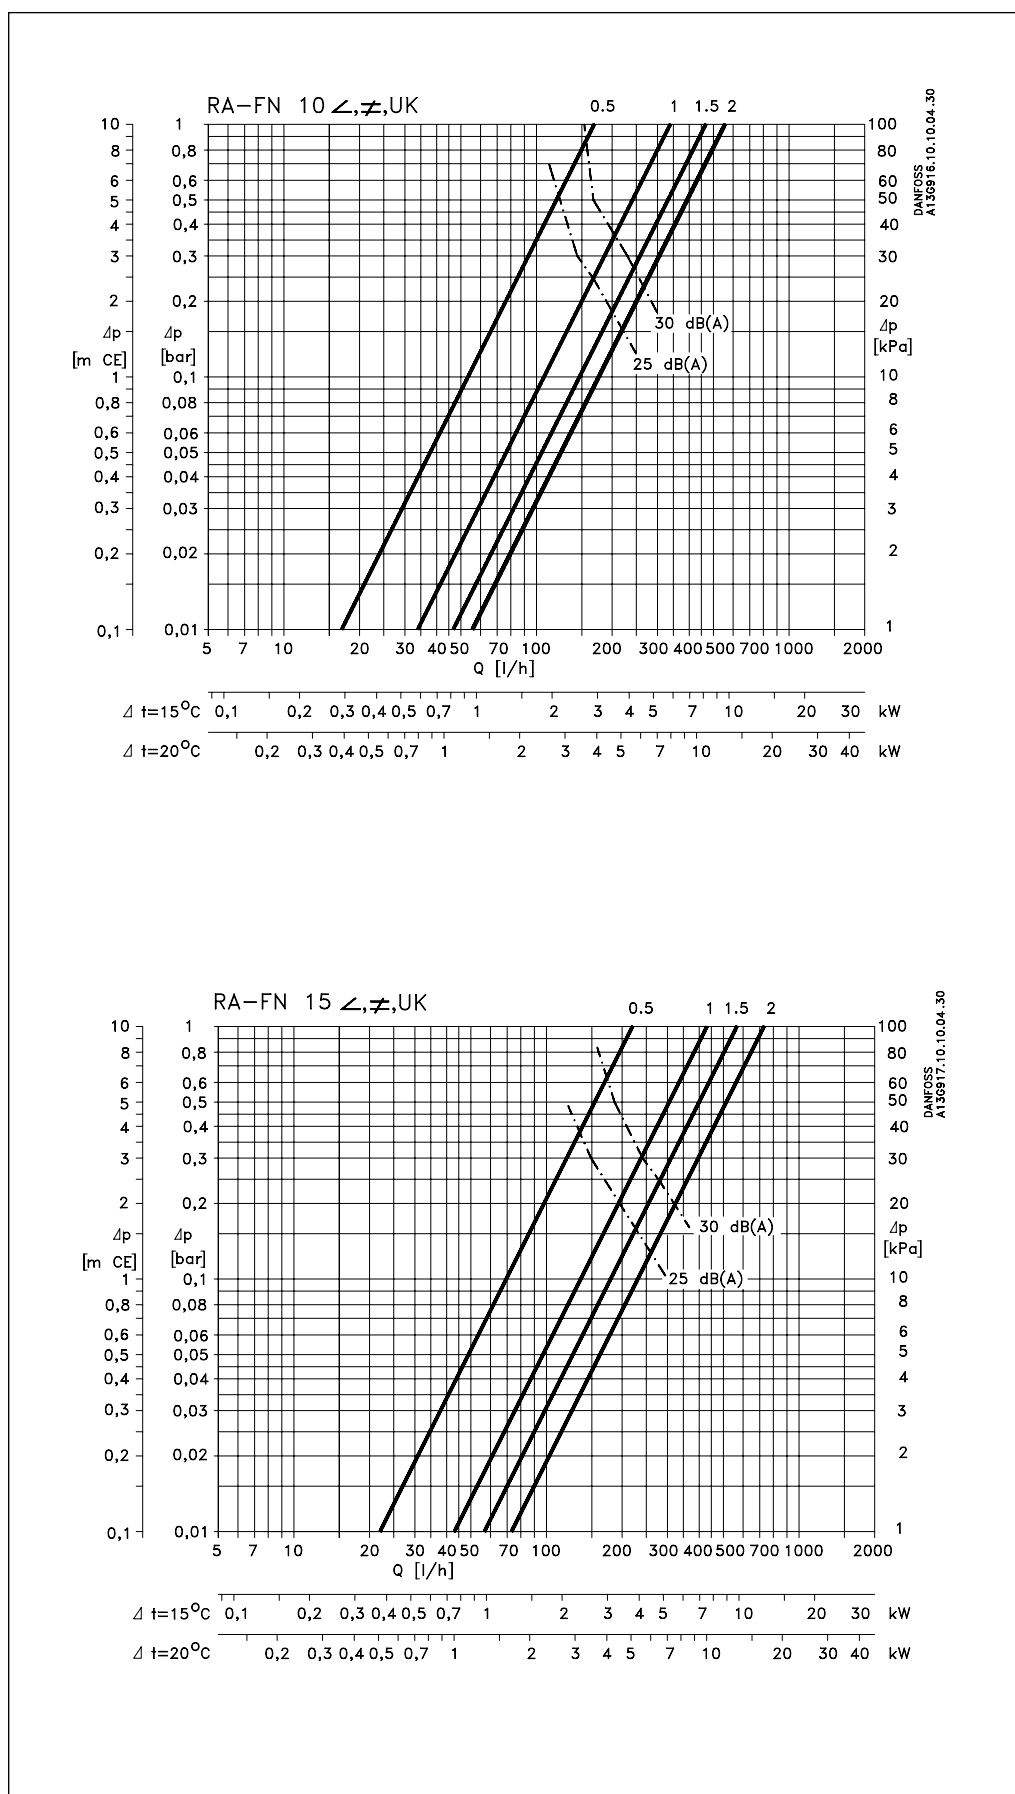 RA-FN 10 ∠,≠,UK
0.5 1 1.5 2
DANFOSS
A13G916.10.10.04.30
10 1 100
8 0,8 80
6 0,6 60
5 0,5 50
4 0,4 40
3 0,3 30
2 0,2 20
30 dB(A)
Δp Δp Δp
[m CE] [bar] [kPa]
25 dB(A)
1 0,1 10
0,8 0,08 8
0,6 0,06 6
0,5 0,05 5
0,4 0,04 4
0,3 0,03 3
0,2 0,02 2
0,1 0,01 1
5 7 10 20 30 40 50 70 100 200 300 400 500 700 1000 2000
Q [l/h]
Δ t=15°C 0,1 0,2 0,3 0,4 0,5 0,7 1 2 3 4 5 7 10 20 30 kW
Δ t=20°C 0,2 0,3 0,4 0,5 0,7 1 2 3 4 5 7 10 20 30 40 kW
RA-FN 15 ∠,≠,UK
0.5 1 1.5 2
DANFOSS
A13G917.10.10.04.30
10 1 100
8 0,8 80
6 0,6 60
5 0,5 50
4 0,4 40
3 0,3 30
2 0,2 20
30 dB(A)
Δp Δp Δp
[m CE] [bar] [kPa]
25 dB(A)
1 0,1 10
0,8 0,08 8
0,6 0,06 6
0,5 0,05 5
0,4 0,04 4
0,3 0,03 3
0,2 0,02 2
0,1 0,01 1
5 7 10 20 30 40 50 70 100 200 300 400 500 700 1000 2000
Q [l/h]
Δ t=15°C 0,1 0,2 0,3 0,4 0,5 0,7 1 2 3 4 5 7 10 20 30 kW
Δ t=20°C 0,2 0,3 0,4 0,5 0,7 1 2 3 4 5 7 10 20 30 40 kW